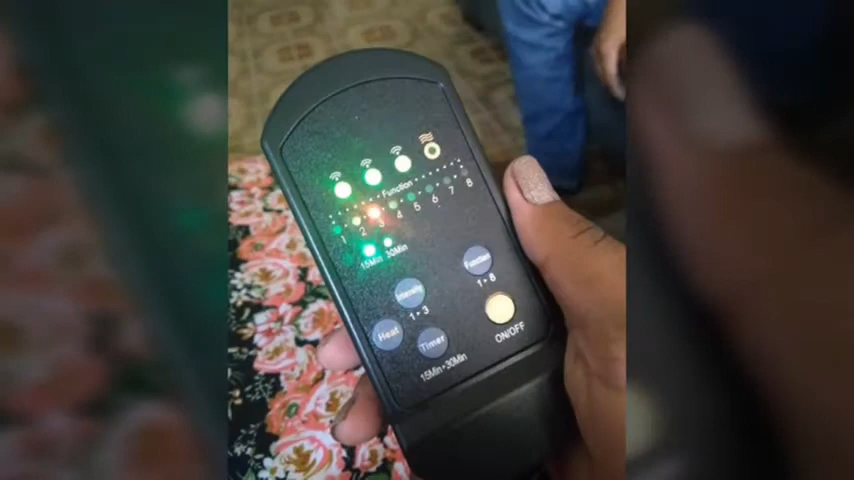 Function
1 2 3 4 5 6 7 8
15Min 30Min
Function
1•8
Intensity
1•3
Heat
Timer
15Min•30Min
ON/OFF